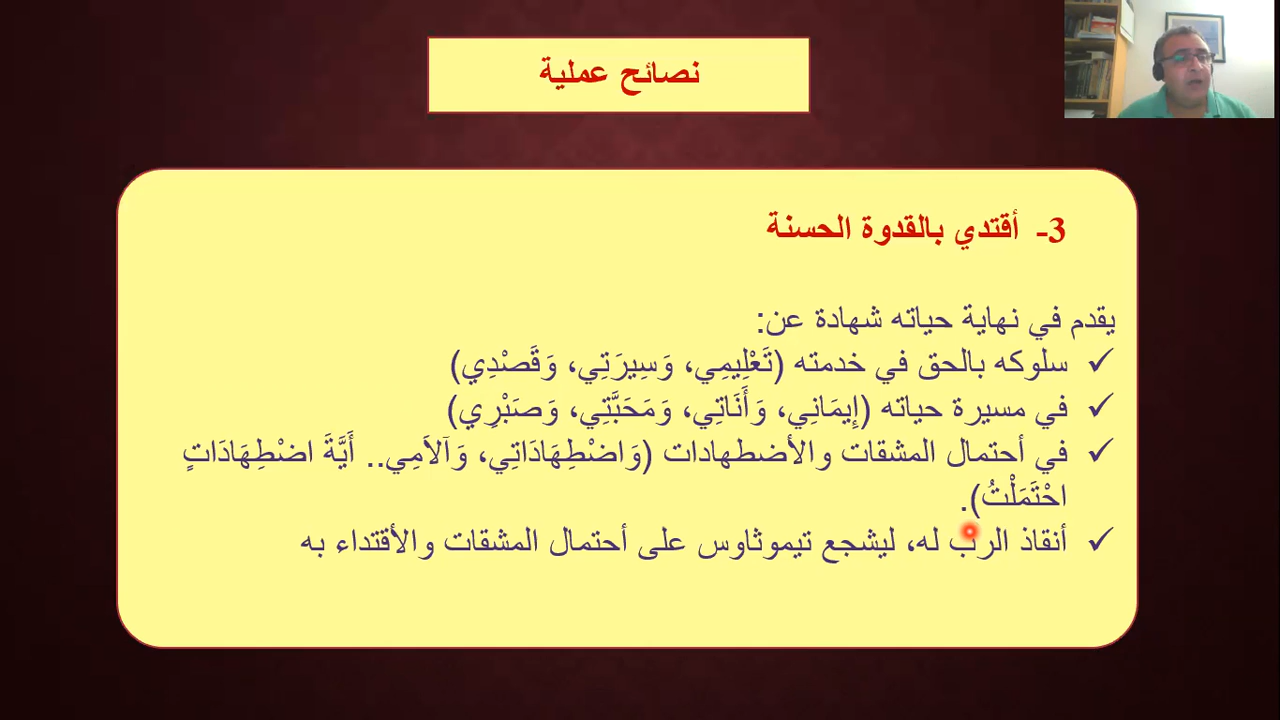 نصائح عملية
3- أقتدي بالقدوة الحسنة
يقدم في نهاية حياته شهادة عن:
✓ سلوكه بالحق في خدمته (تَعْلِيمِي، وَسِيرَتِي، وَقَصْدِي)
✓ في مسيرة حياته (إِيمَانِي، وَأَنَاتِي، وَمَحَبَّتِي، وَصَبْرِي)
✓ في أحتمال المشقات والأضطهادات (وَاضْطِهَادَاتِي، وَآلاَمِي.. أَيَّةَ اضْطِهَادَاتٍ
احْتَمَلْتُ).
✓ أنقاذ الرب له، ليشجع تيموثاوس على أحتمال المشقات والأقتداء به